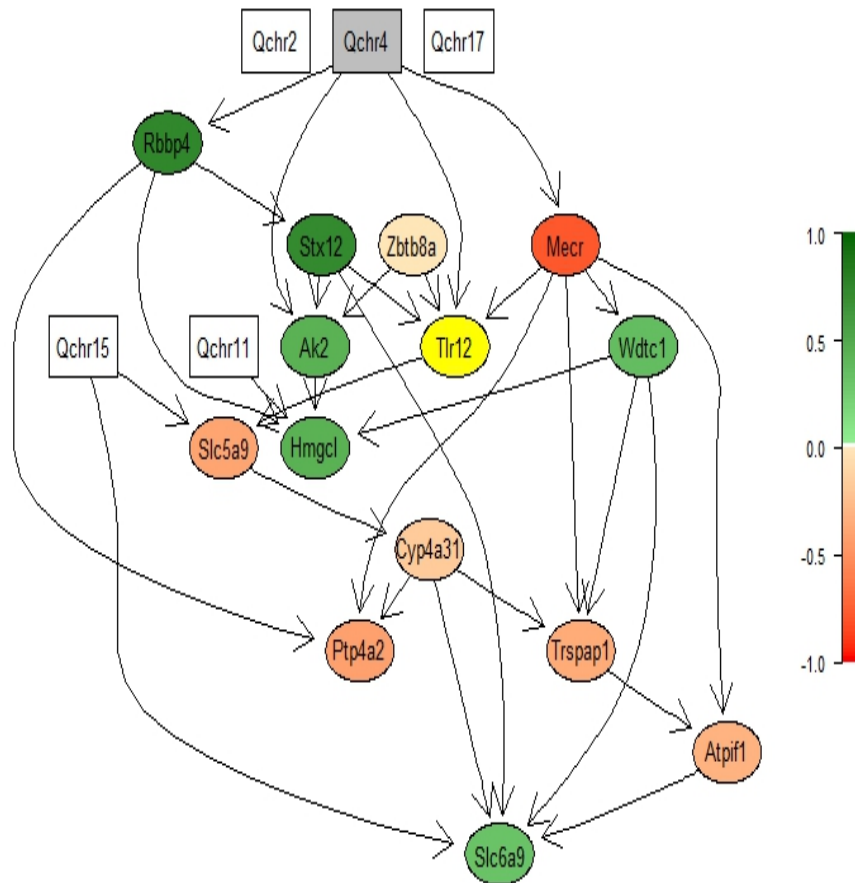 Qchr2
Qchr4
Qchr17
Rbbp4
Stx12
Zbtb8a
Mecr
1.0
Qchr15
Qchr11
Ak2
Tlr12
Wdtc1
0.5
Slc5a9
Hmgcl
0.0
Cyp4a31
-0.5
Ptp4a2
Trspap1
-1.0
Atpif1
Slc6a9